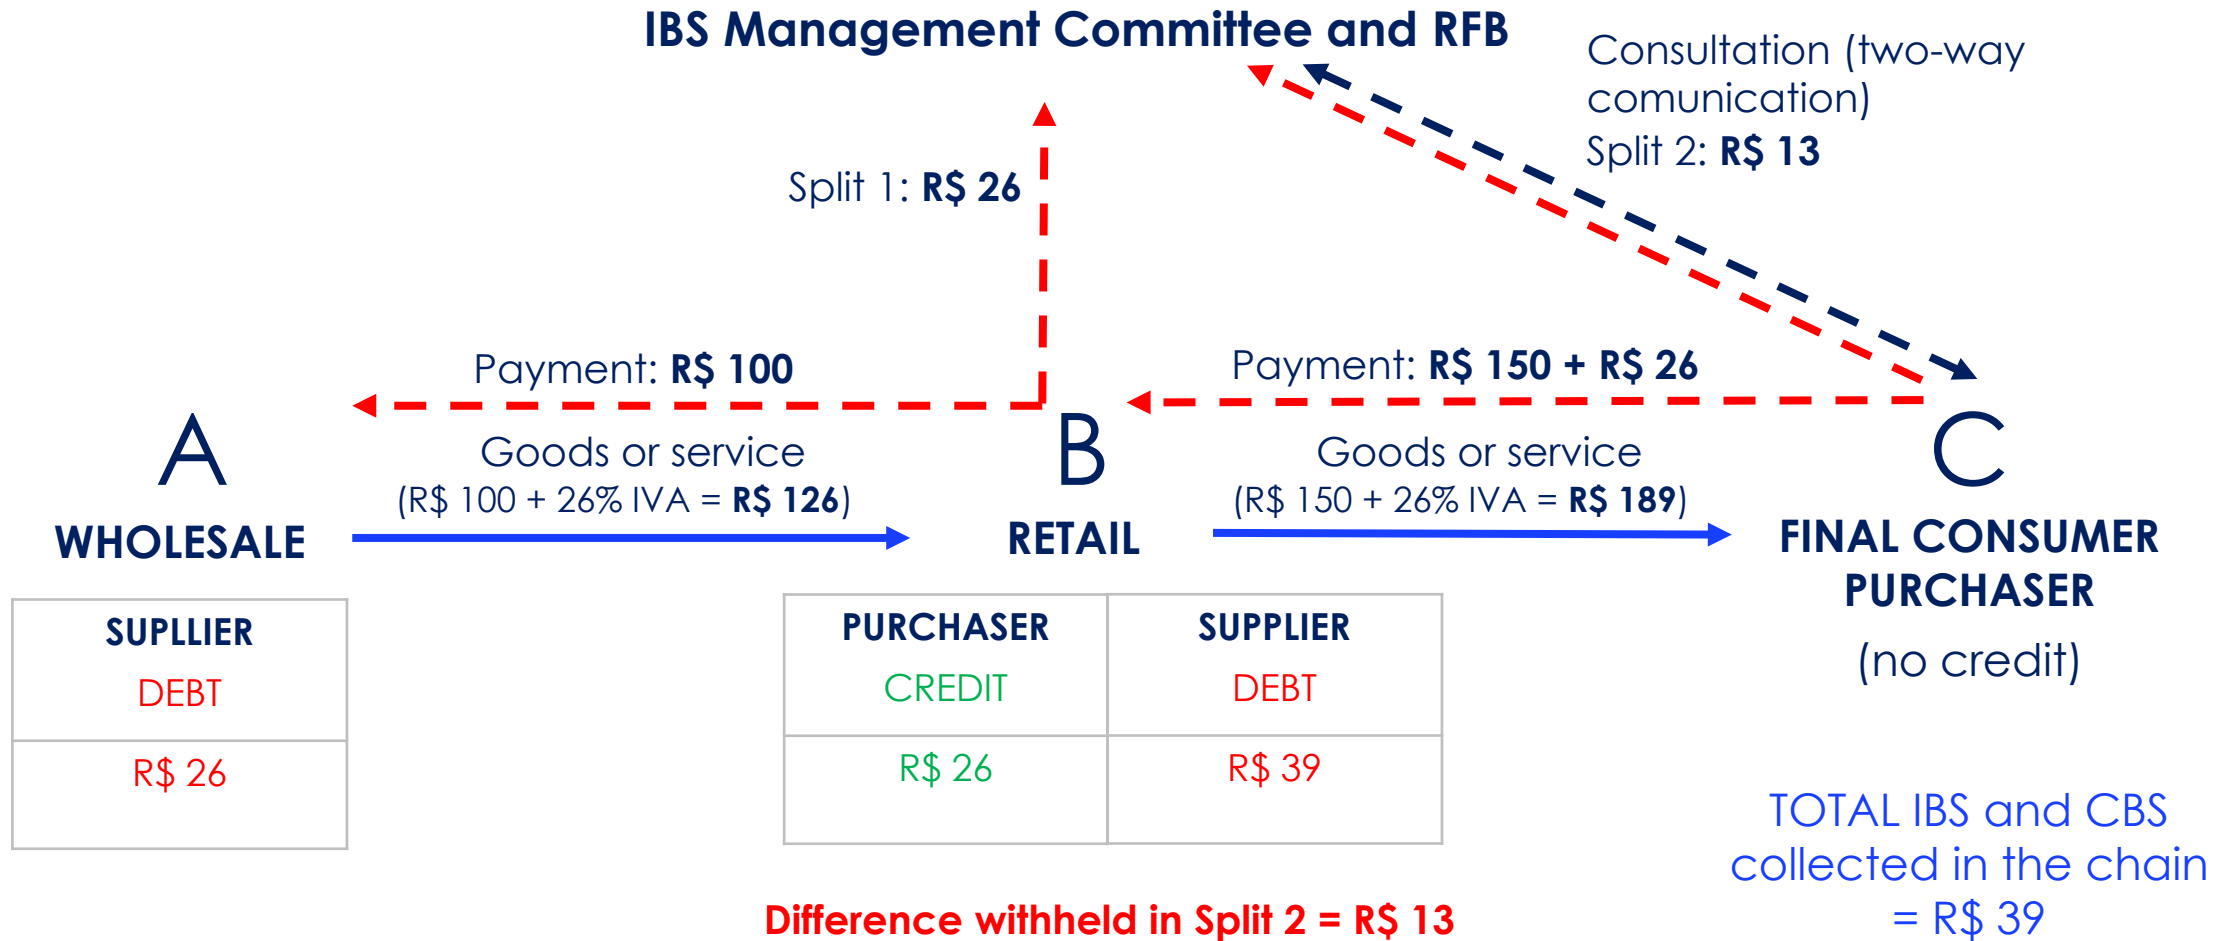 IBS Management Committee and RFB
Consultation (two-way
comunication)
Split 2: R$ 13
Split 1: R$ 26
Payment: R$ 100
Payment: R$ 150 + R$ 26
A
Goods or service
(R$ 100 + 26% IVA = R$ 126)
B
Goods or service
(R$ 150 + 26% IVA = R$ 189)
C
WHOLESALE
RETAIL
FINAL CONSUMER
PURCHASER
(no credit)
SUPLLIER
DEBT
R$ 26
PURCHASER
CREDIT
R$ 26
SUPPLIER
DEBT
R$ 39
TOTAL IBS and CBS
collected in the chain
= R$ 39
Difference withheld in Split 2 = R$ 13